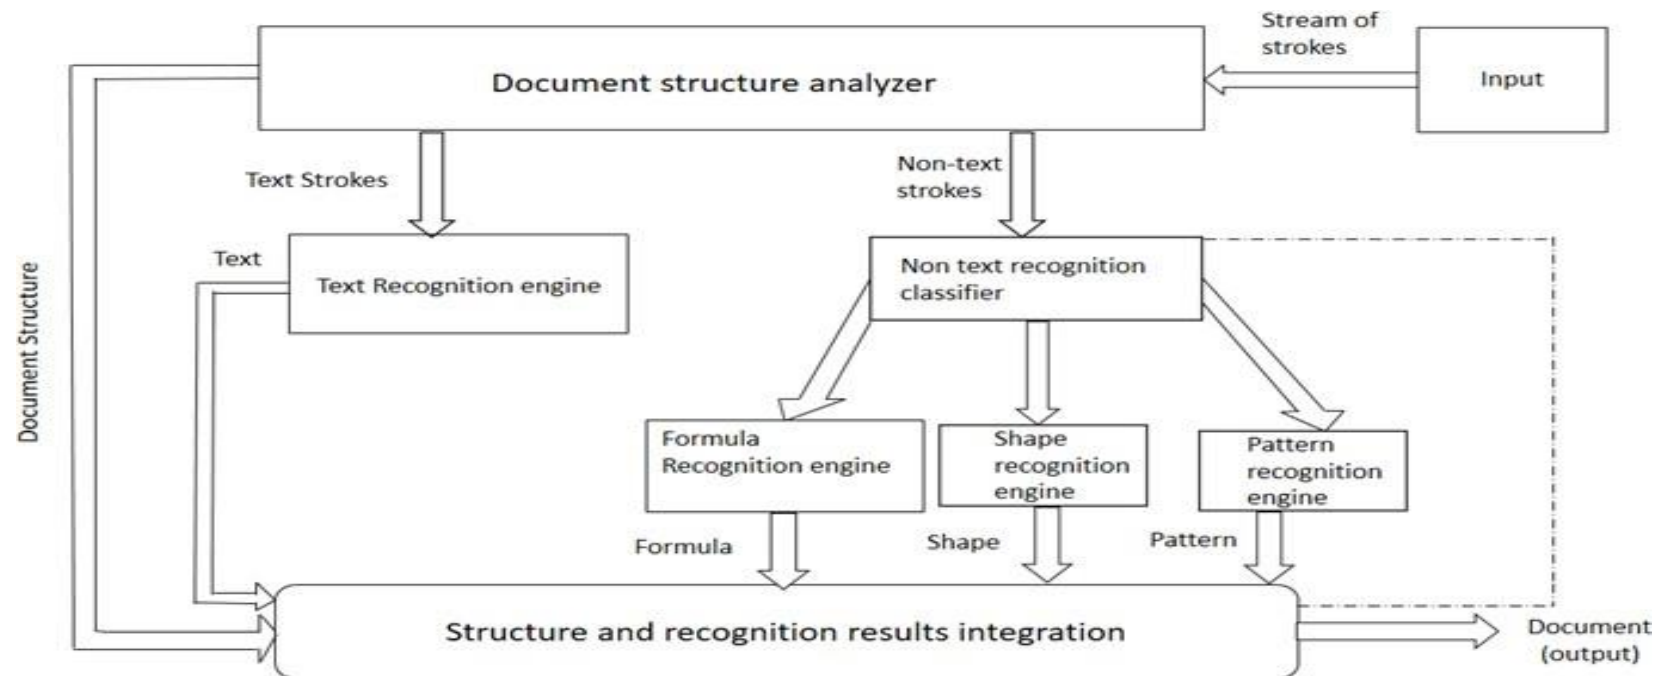 Stream of
strokes
Input
Document structure analyzer
Text Strokes
Non-text
strokes
Document Structure
Text
Text Recognition engine
Non text recognition
classifier
Formula
Recognition engine
Shape
recognition
engine
Pattern
recognition
engine
Formula
Shape
Pattern
Structure and recognition results integration
Document
(output)